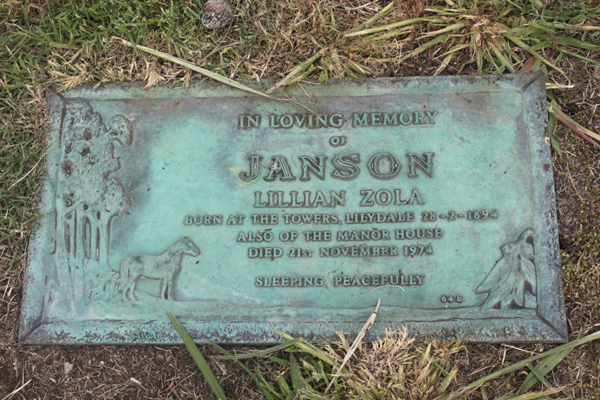 IN LOVING MEMORY
OF
JANSON
LILLIAN ZOLA
BORN AT THE TOWERS, LILYDALE 28-2-1894
ALSO OF THE MANOR HOUSE
DIED 21ST NOVEMBER 1974
SLEEPING PEACEFULLY
64E